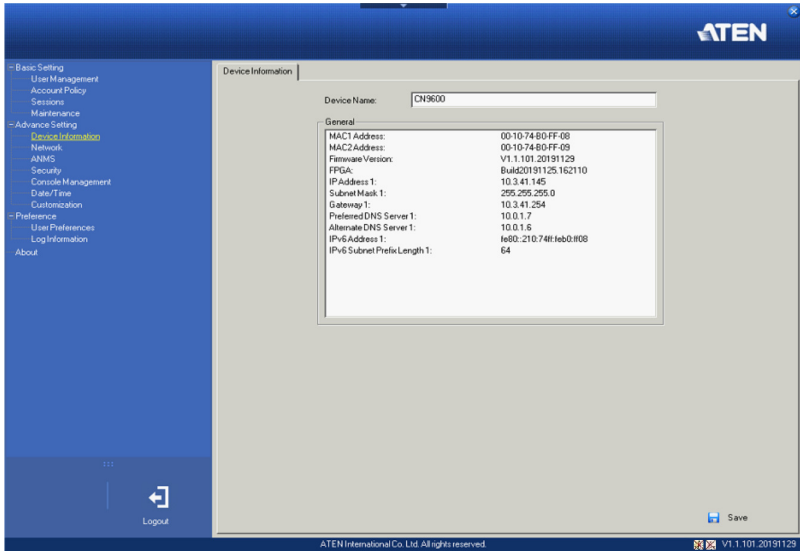 ATEN
Basic Setting
User Management
Account Policy
Sessions
Maintenance
Advance Setting
Device Information
Network
ANMS
Security
Console Management
Date/Time
Customization
Preference
User Preferences
Log Information
About
Logout
Device Information
Device Name: CN9600
General
MAC1 Address: 00-10-74-B0-FF-08
MAC2 Address: 00-10-74-B0-FF-09
Firmware Version: V1.1.101.20191129
FPGA: Build20191125.162110
IP Address 1: 10.3.41.145
Subnet Mask 1: 255.255.255.0
Gateway 1: 10.3.41.254
Preferred DNS Server 1: 10.0.1.7
Alternate DNS Server 1: 10.0.1.6
IPv6 Address 1: fe80::210:74ff:feb0:ff08
IPv6 Subnet Prefix Length 1: 64
Save
ATEN International Co. Ltd. All rights reserved.
V1.1.101.20191129